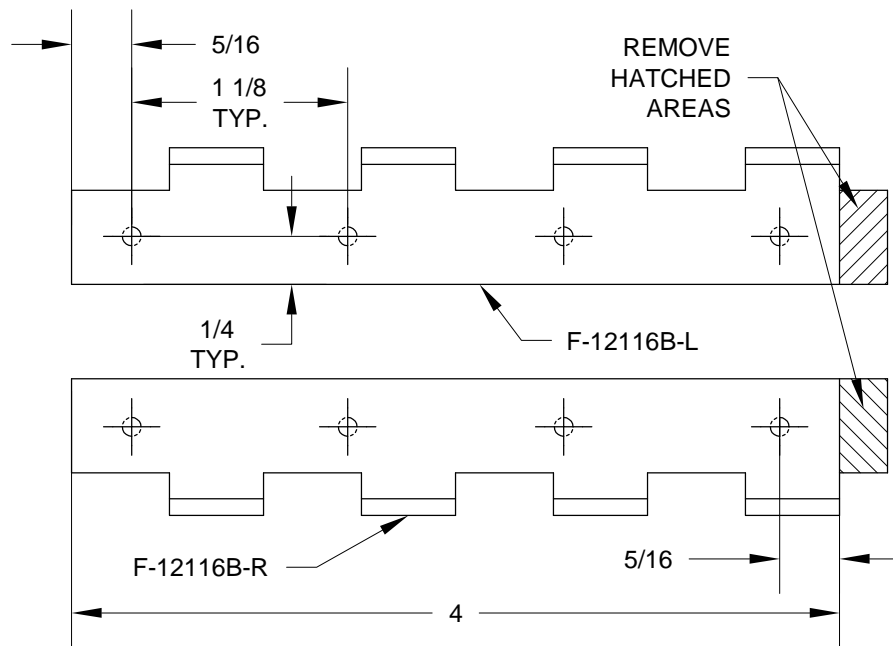 5/16
1 1/8
TYP.
REMOVE
HATCHED
AREAS
1/4
TYP.
F-12116B-L
F-12116B-R
5/16
4